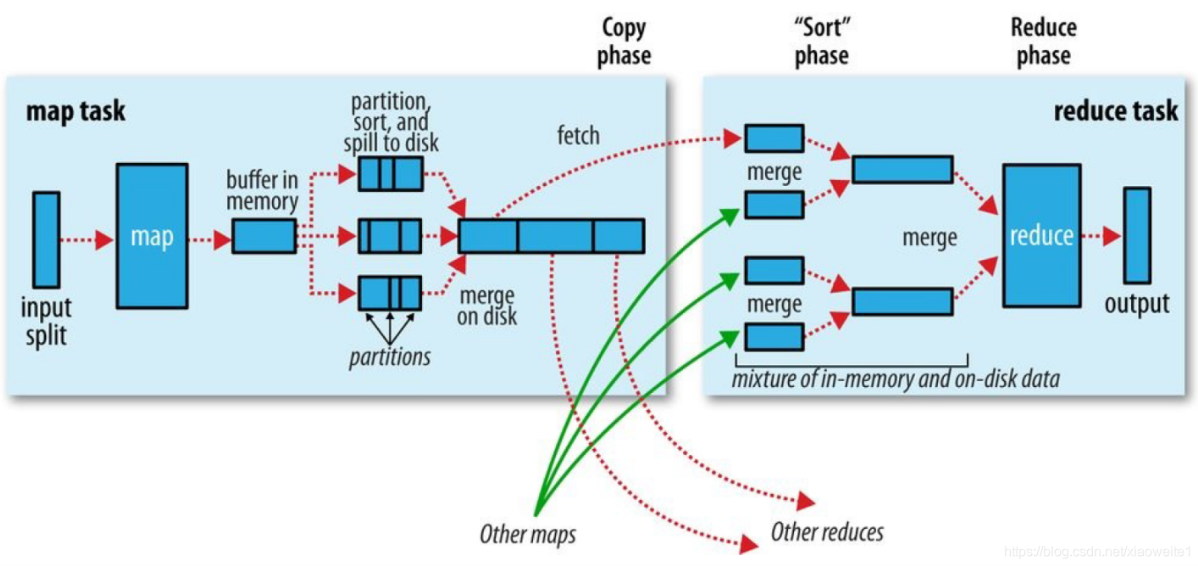 Copy
phase
“Sort”
phase
Reduce
phase
map task
reduce task
partition,
sort, and
spill to disk
fetch
buffer in
memory
map
input
split
merge
on disk
partitions
merge
merge
merge
reduce
output
mixture of in-memory and on-disk data
Other maps
Other reduces
https://blog.csdn.net/xiaoweite1